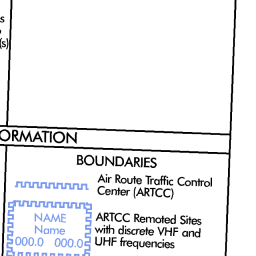 s
(s)
ORMATION
BOUNDARIES
Air Route Traffic Control
Center (ARTCC)
NAME
Name
000.0 000.0
ARTCC Remoted Sites
with discrete VHF and
UHF frequencies